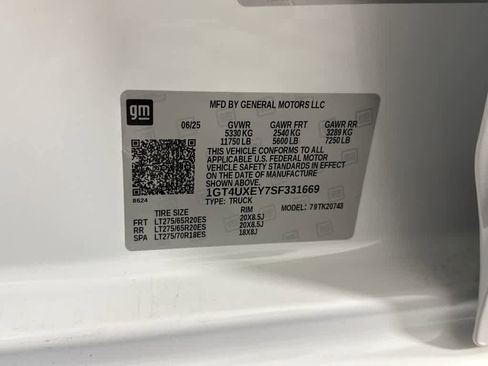 gm
MFD BY GENERAL MOTORS LLC
06/25 GVWR GAWR FRT GAWR RR
5330 KG 2540 KG 3289 KG
11750 LB 5600 LB 7250 LB
THIS VEHICLE CONFORMS TO ALL
APPLICABLE U.S. FEDERAL MOTOR
VEHICLE SAFETY STANDARDS IN EFFECT ON
THE DATE OF MANUFACTURE SHOWN ABOVE.
1GT4UXEY7SF331669
8624 TYPE: TRUCK MODEL: 79TK20743
TIRE SIZE RIM
FRT LT275/65R20ES 20X8.5J
RR LT275/65R20ES 20X8.5J
SPA LT275/70R18ES 18X8J